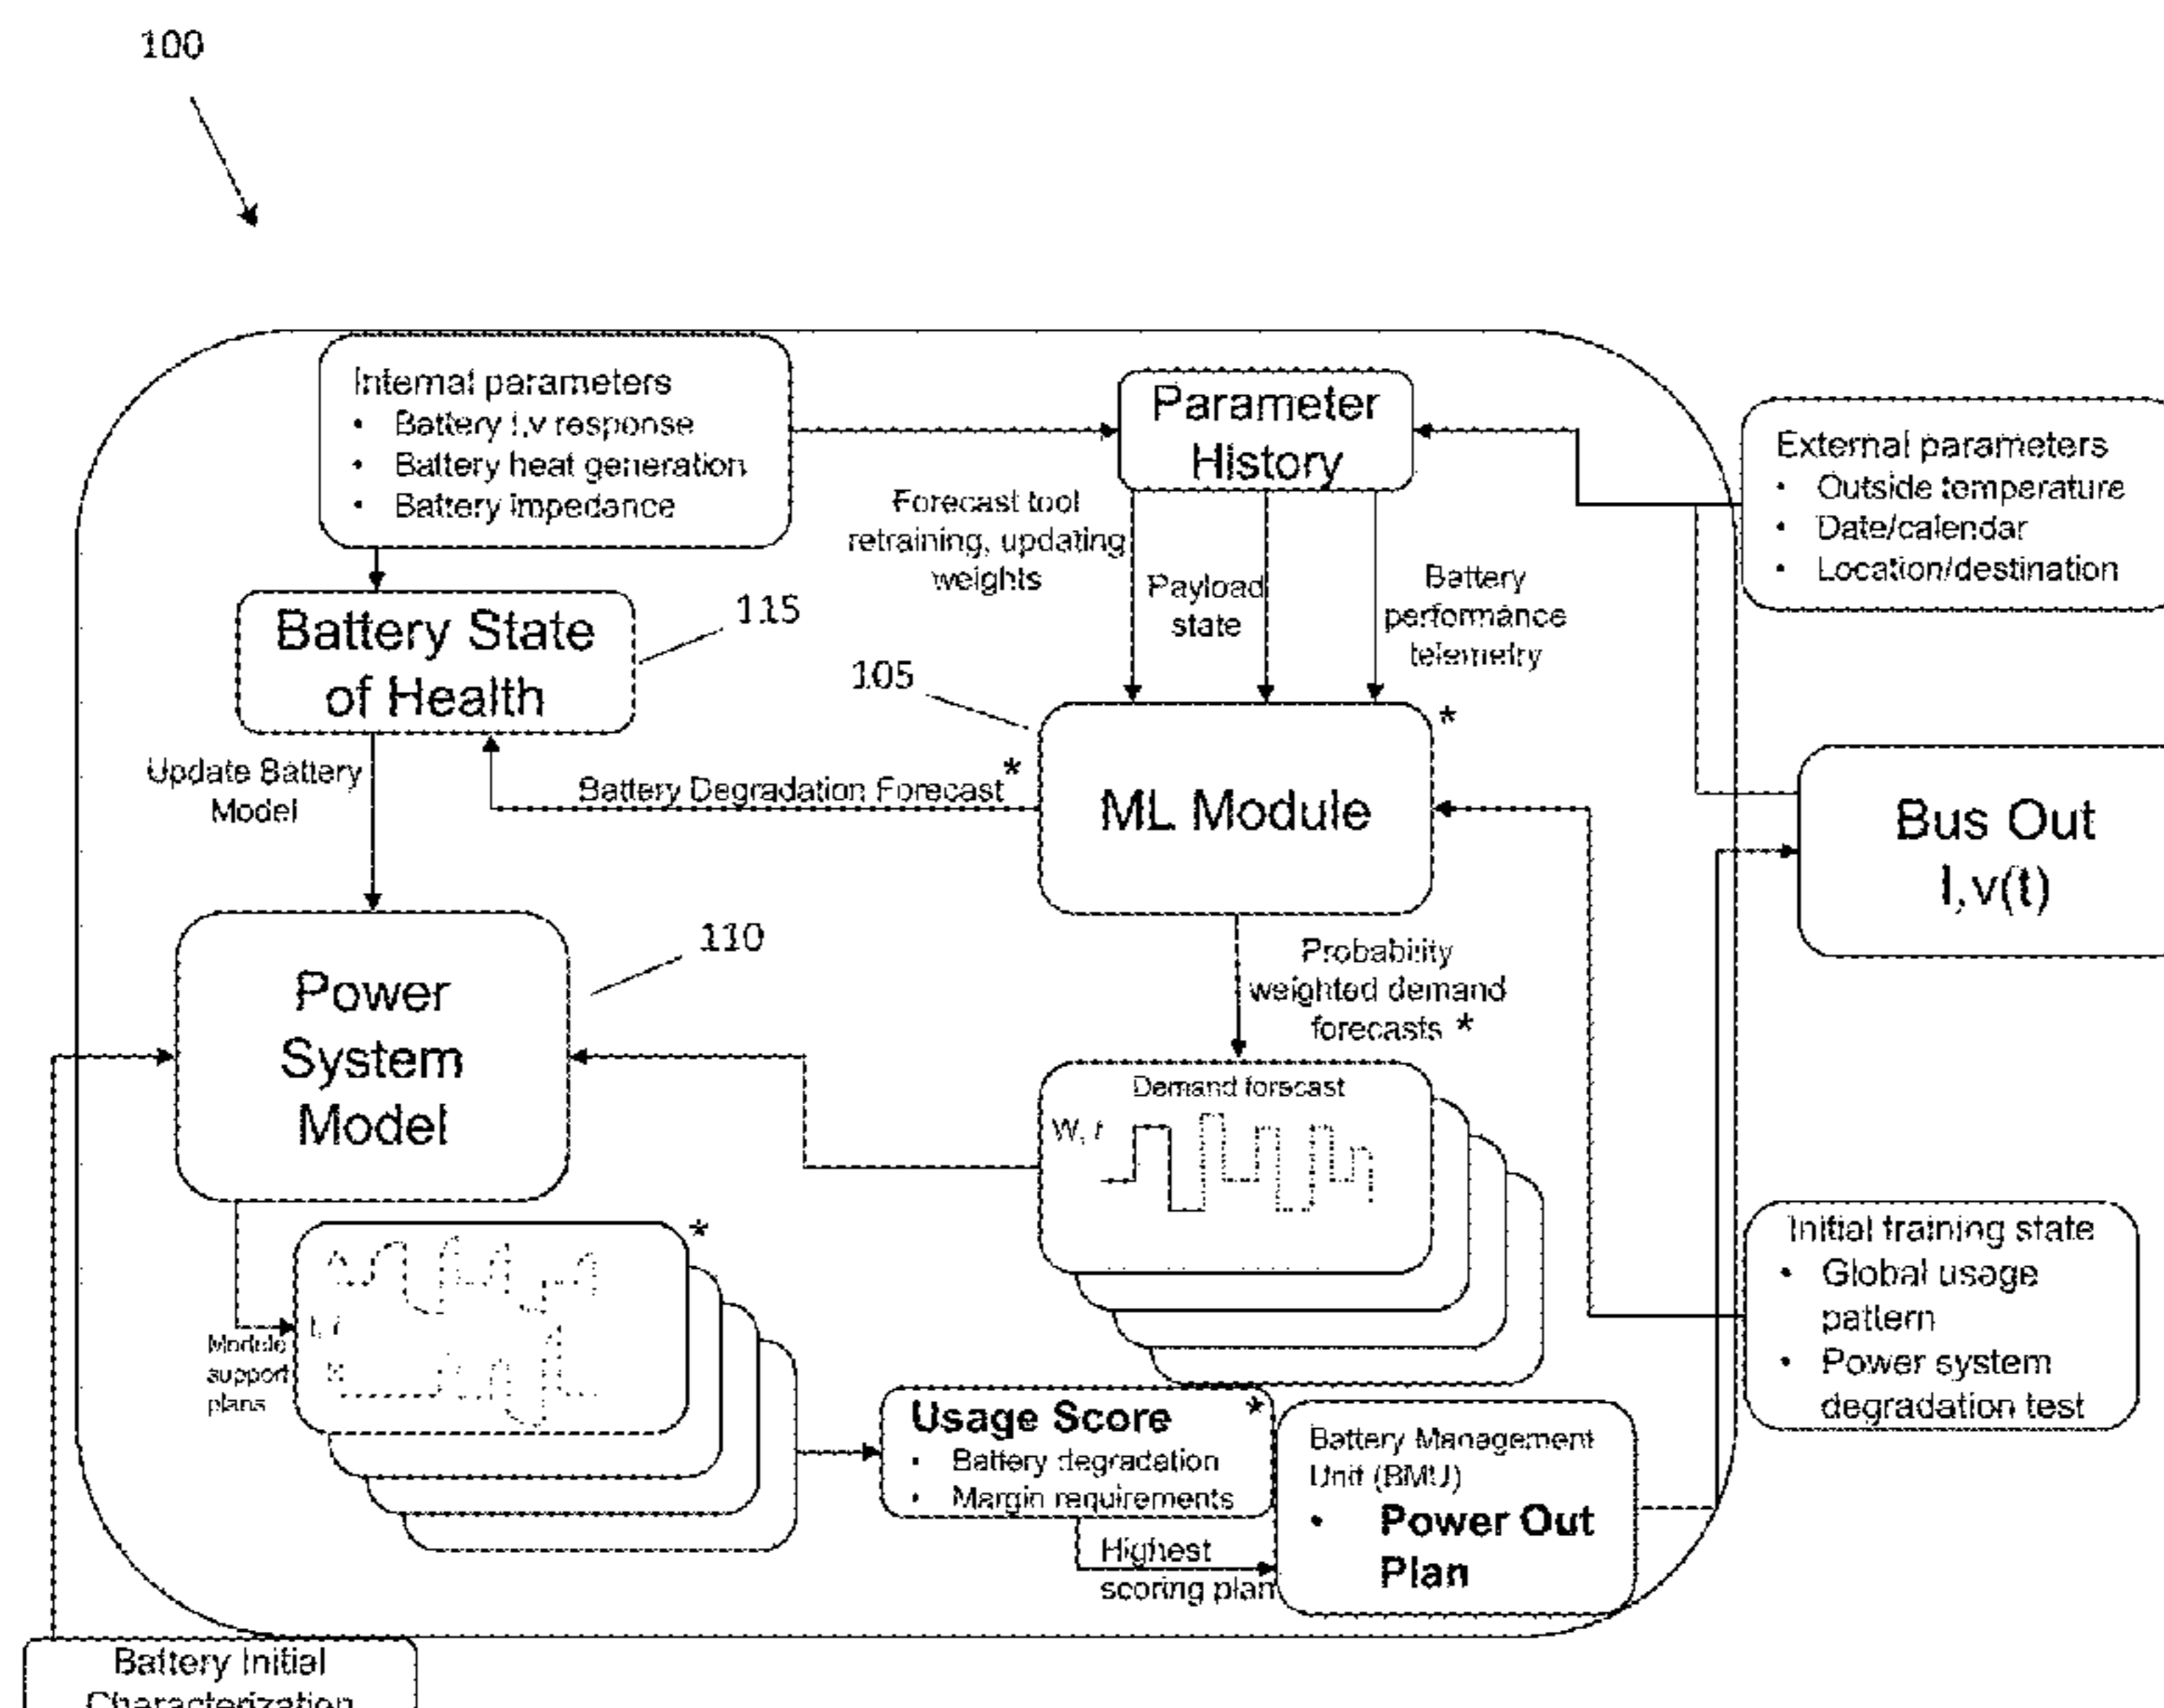 100
Internal parameters
• Battery I,v response
• Battery heat generation
• Battery impedance
Parameter
History
External parameters
• Outside temperature
• Date/calendar
• Location/destination
Forecast tool
retraining, updating
weights
Payload
state
Battery
performance
telemetry
Battery State
of Health
115
105
*
Update Battery
Model
Battery Degradation Forecast*
ML Module
Bus Out
I,v(t)
Power
System
Model
110
Probability
weighted demand
forecasts *
Demand forecast
W, t
Initial training state
• Global usage
pattern
• Power system
degradation test
*
Module
support
plans
Usage Score *
• Battery degradation
• Margin requirements
Battery Management
Unit (BMU)
• Power Out
Plan
Highest
scoring plan
Battery Initial
Characterization